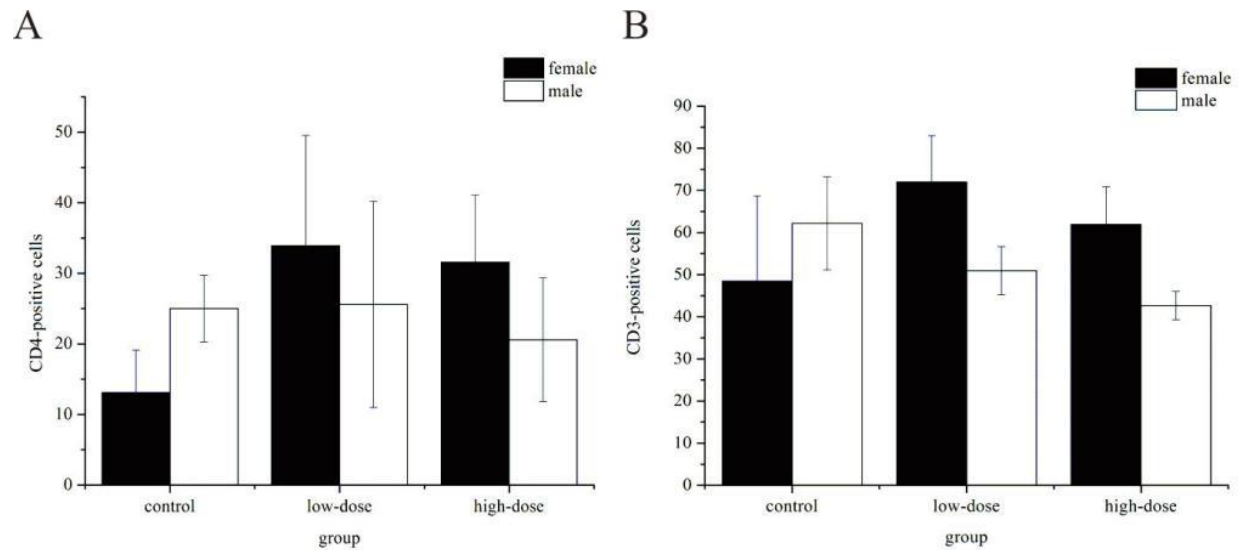 A
female
male
CD4-positive cells
50
40
30
20
10
0
control
low-dose
high-dose
group
B
female
male
CD3-positive cells
90
80
70
60
50
40
30
20
10
0
control
low-dose
high-dose
group